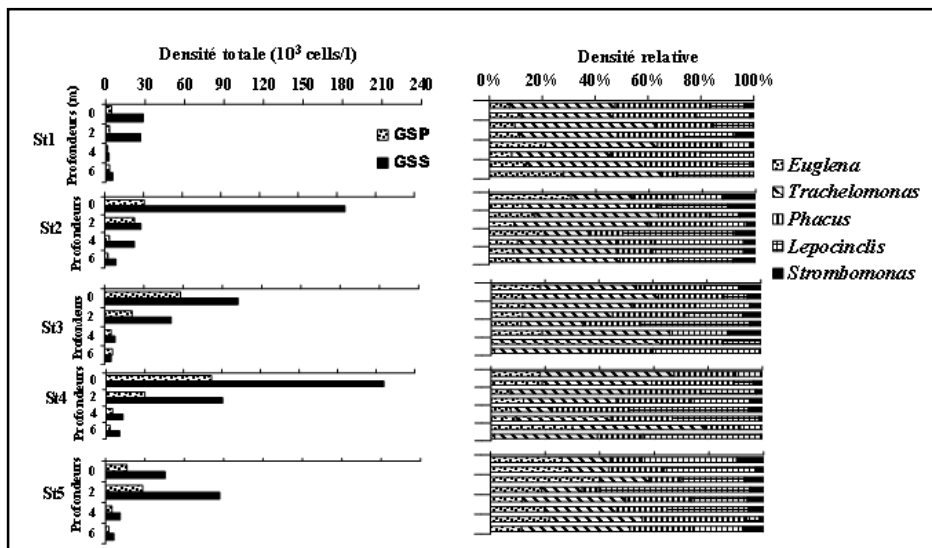 Densité totale (10³ cells/l)
0 30 60 90 120 150 180 210 240
Densité relative
0% 20% 40% 60% 80% 100%
St1
Profondeurs (m)
0
2
4
6
GSP
GSS
St2
Profondeurs
0
2
4
6
St3
Profondeurs
0
2
4
6
St4
Profondeurs
0
2
4
6
St5
Profondeurs
0
2
4
6
Euglena
Trachelomonas
Phacus
Lepocinclis
Strombomonas